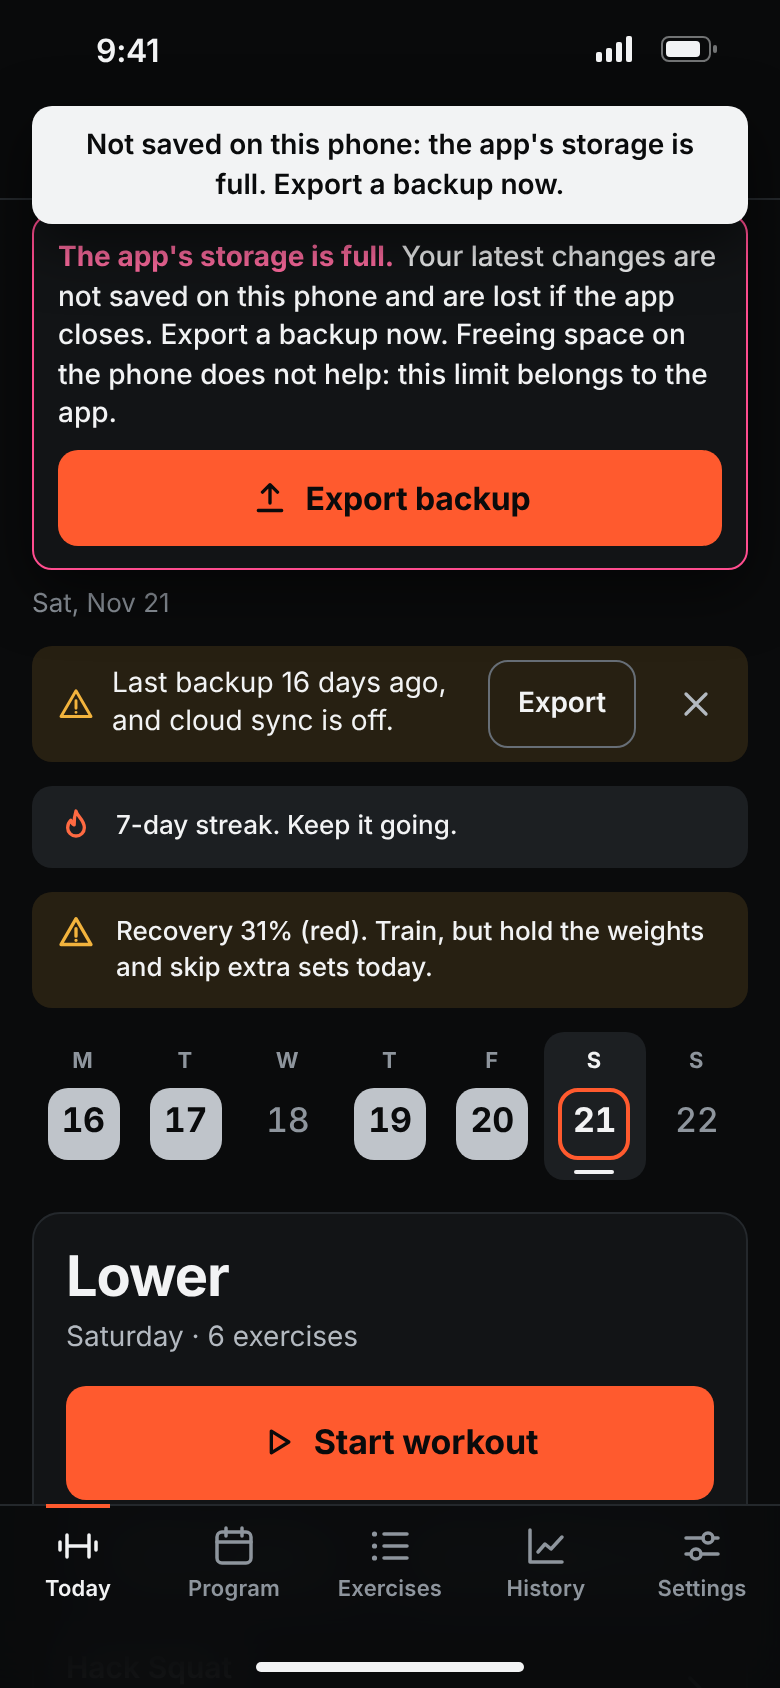 9:41
Not saved on this phone: the app's storage is
full. Export a backup now.
The app's storage is full. Your latest changes are
not saved on this phone and are lost if the app
closes. Export a backup now. Freeing space on
the phone does not help: this limit belongs to the
app.
Export backup
Sat, Nov 21
Last backup 16 days ago,
and cloud sync is off.
Export
7-day streak. Keep it going.
Recovery 31% (red). Train, but hold the weights
and skip extra sets today.
M T W T F S S
16 17 18 19 20 21 22
Lower
Saturday · 6 exercises
Start workout
Today Program Exercises History Settings
Hack Squat